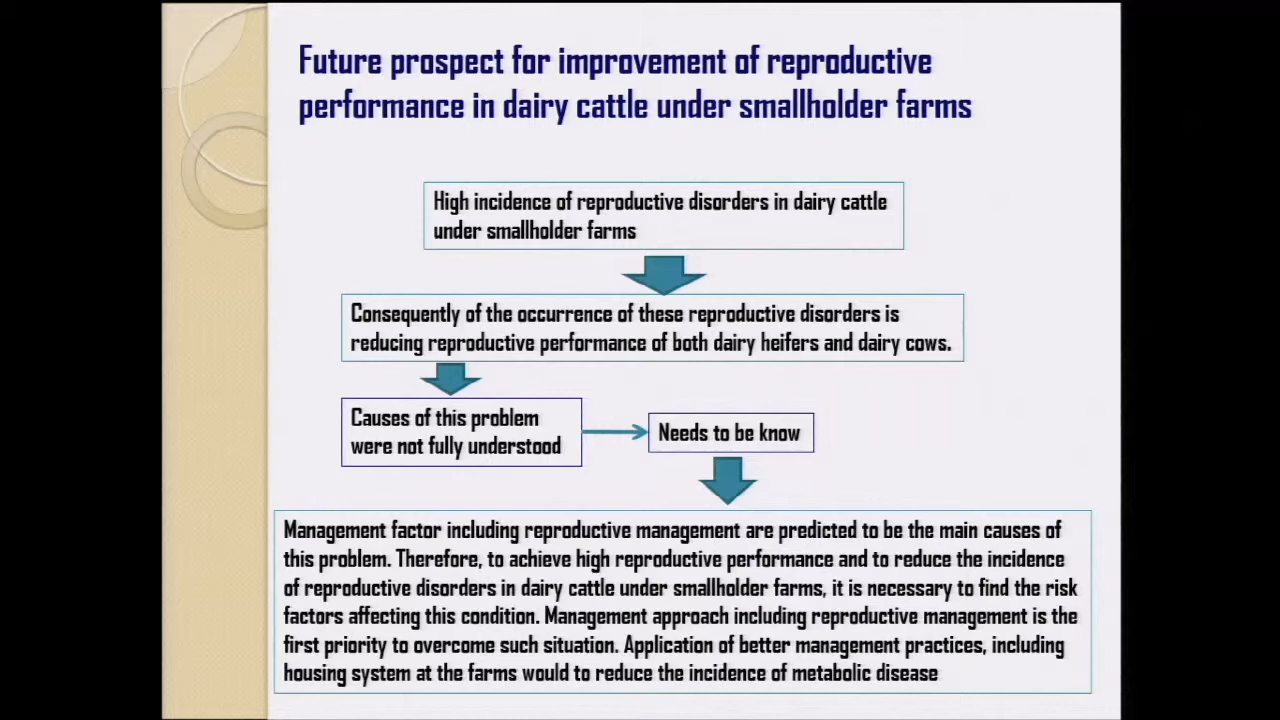 Future prospect for improvement of reproductive
performance in dairy cattle under smallholder farms
High incidence of reproductive disorders in dairy cattle
under smallholder farms
Consequently of the occurrence of these reproductive disorders is
reducing reproductive performance of both dairy heifers and dairy cows.
Causes of this problem
were not fully understood
Needs to be know
Management factor including reproductive management are predicted to be the main causes of
this problem. Therefore, to achieve high reproductive performance and to reduce the incidence
of reproductive disorders in dairy cattle under smallholder farms, it is necessary to find the risk
factors affecting this condition. Management approach including reproductive management is the
first priority to overcome such situation. Application of better management practices, including
housing system at the farms would to reduce the incidence of metabolic disease